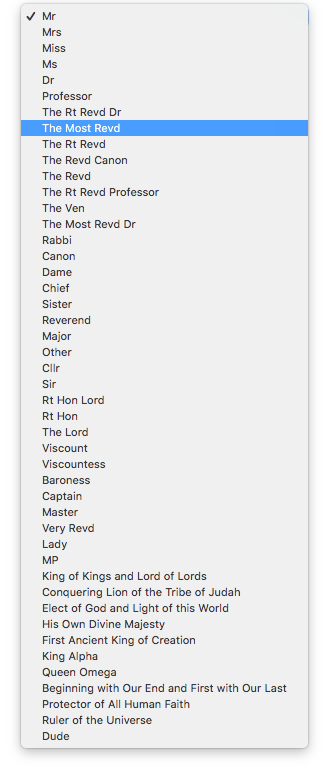 Mr
Mrs
Miss
Ms
Dr
Professor
The Rt Revd Dr
The Most Revd
The Rt Revd
The Revd Canon
The Revd
The Rt Revd Professor
The Ven
The Most Revd Dr
Rabbi
Canon
Dame
Chief
Sister
Reverend
Major
Other
Cllr
Sir
Rt Hon Lord
Rt Hon
The Lord
Viscount
Viscountess
Baroness
Captain
Master
Very Revd
Lady
MP
King of Kings and Lord of Lords
Conquering Lion of the Tribe of Judah
Elect of God and Light of this World
His Own Divine Majesty
First Ancient King of Creation
King Alpha
Queen Omega
Beginning with Our End and First with Our Last
Protector of All Human Faith
Ruler of the Universe
Dude